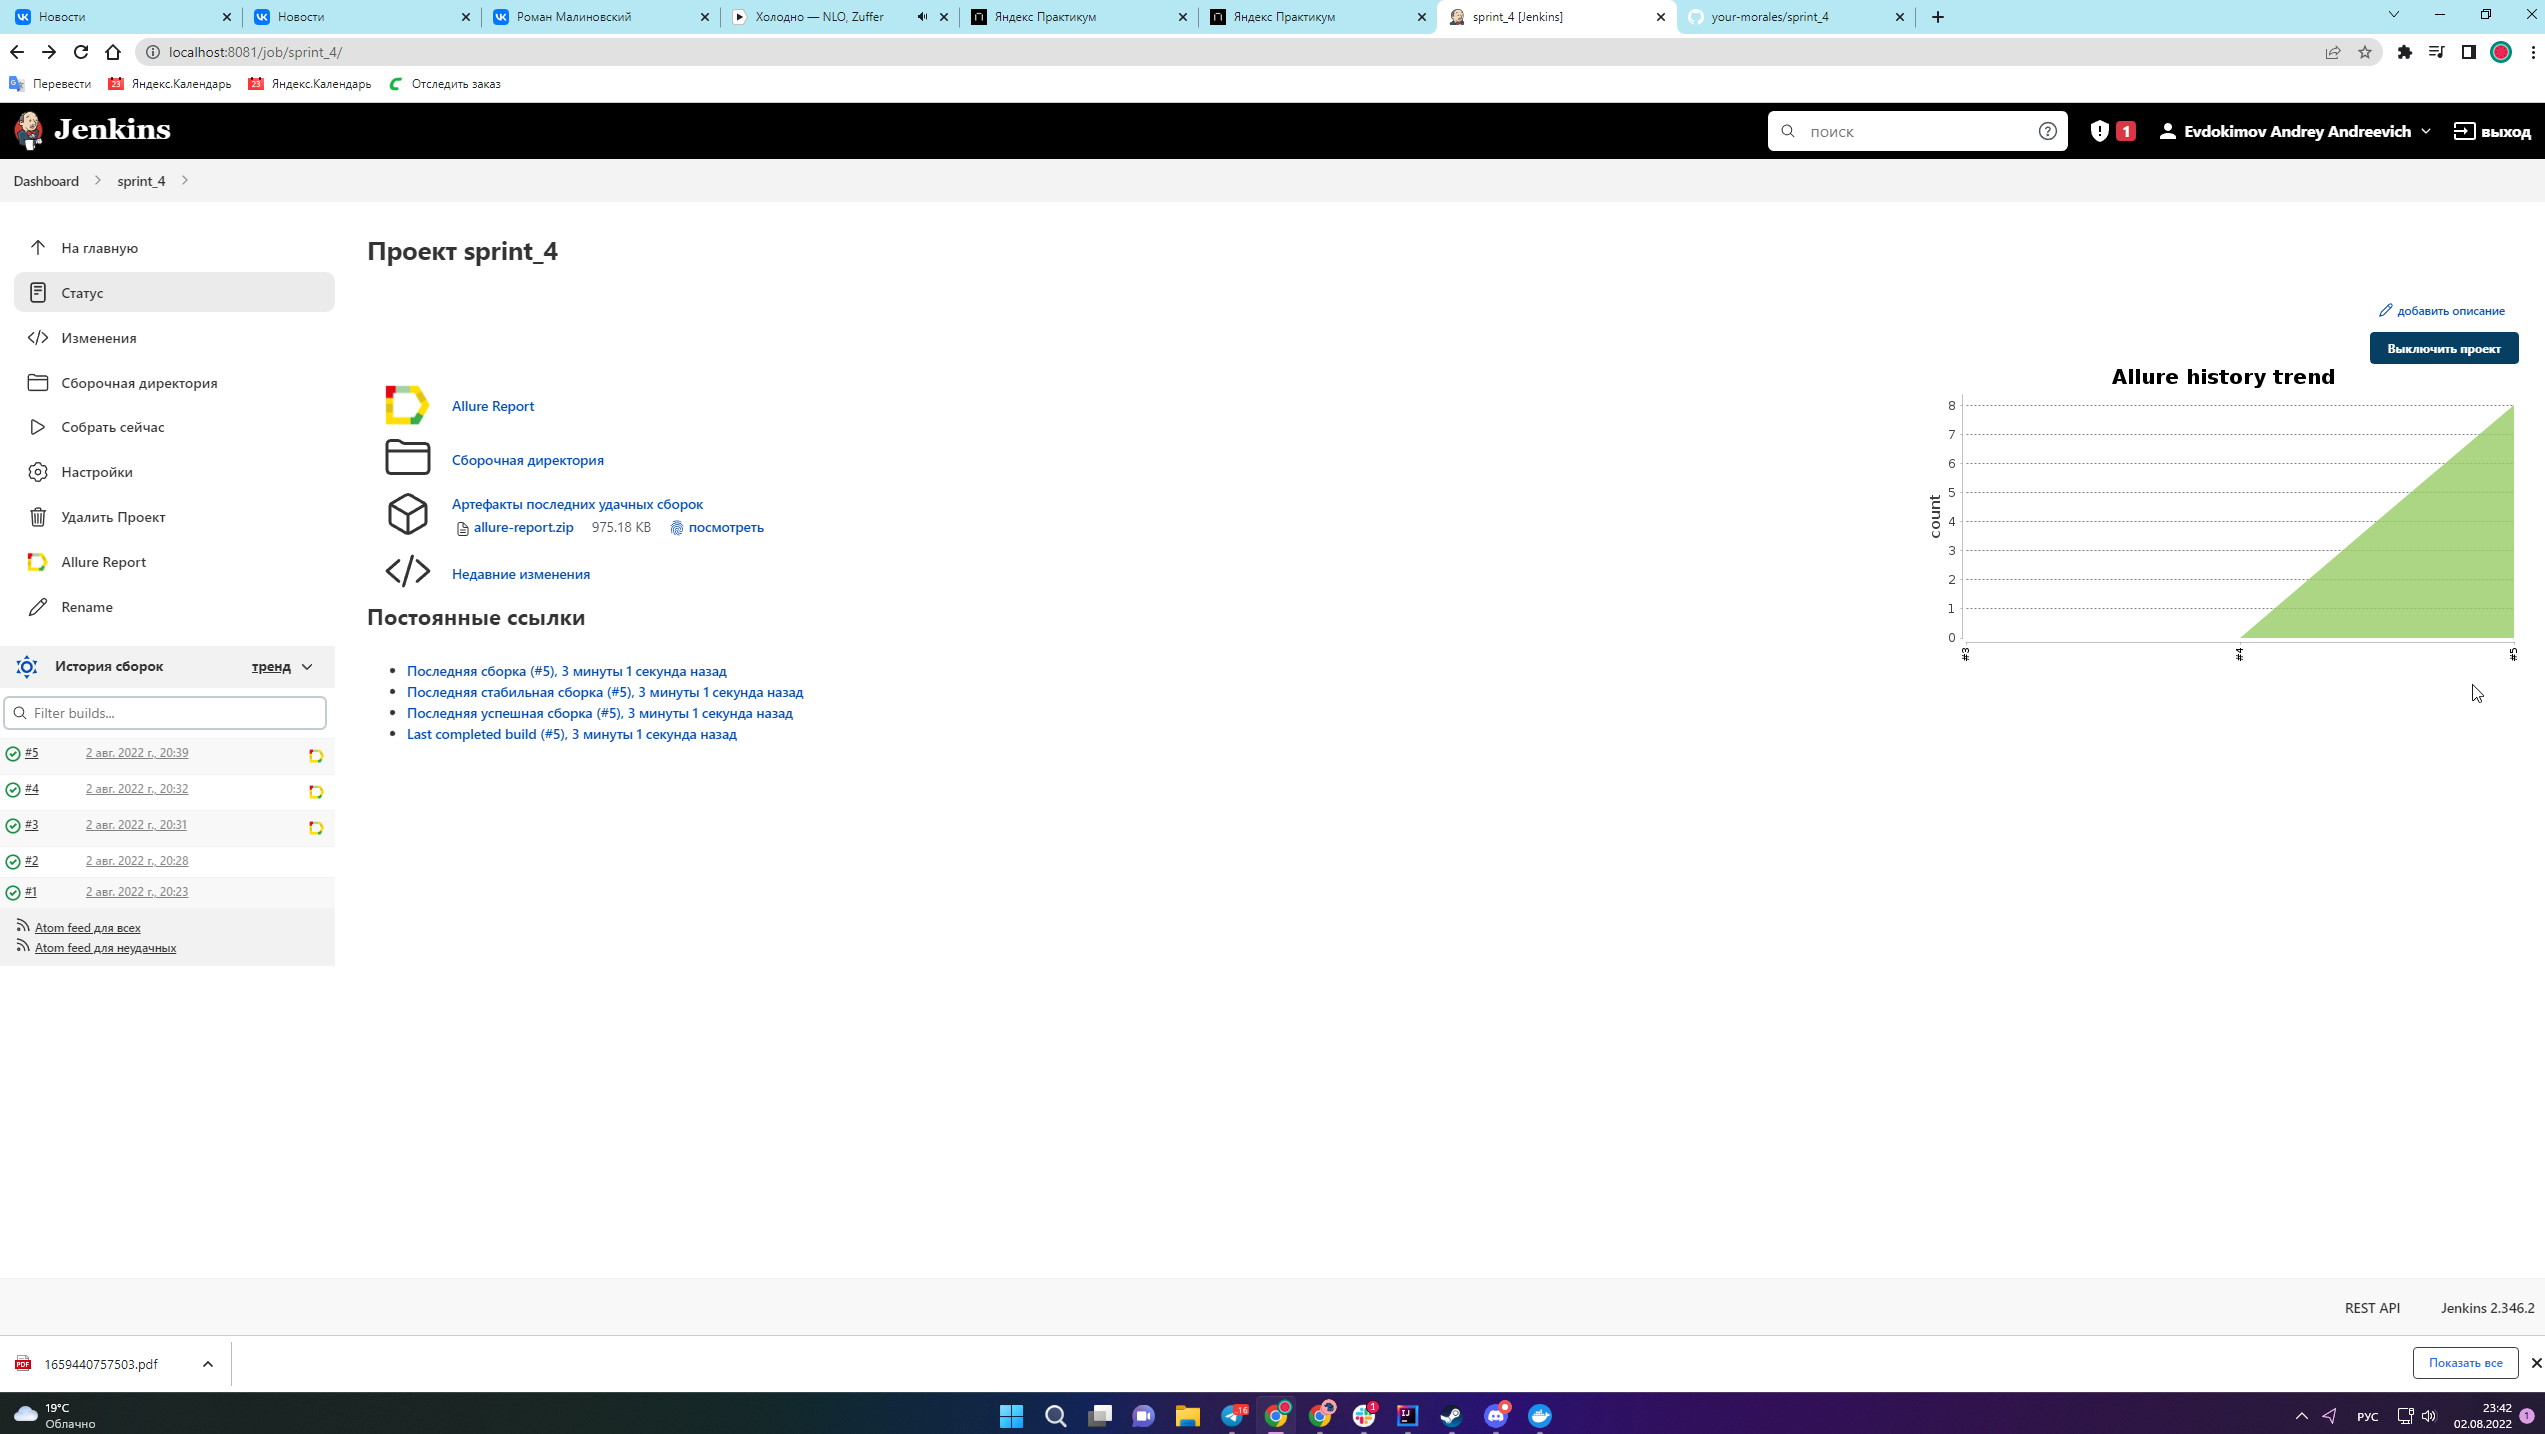 Новости
Новости
Роман Малиновский
Холодно — NLO, Zuffer
Яндекс Практикум
Яндекс Практикум
sprint_4 [Jenkins]
your-morales/sprint_4
localhost:8081/job/sprint_4/
Перевести
23 Яндекс.Календарь
23 Яндекс.Календарь
Отследить заказ
Jenkins
поиск
1
Evdokimov Andrey Andreevich
выход
Dashboard
sprint_4
На главную
Статус
Изменения
Сборочная директория
Собрать сейчас
Настройки
Удалить Проект
Allure Report
Rename
История сборок
тренд
Filter builds...
#5 2 авг. 2022 г., 20:39
#4 2 авг. 2022 г., 20:32
#3 2 авг. 2022 г., 20:31
#2 2 авг. 2022 г., 20:28
#1 2 авг. 2022 г., 20:23
Atom feed для всех
Atom feed для неудачных
Проект sprint_4
добавить описание
Выключить проект
Allure Report
Сборочная директория
Артефакты последних удачных сборок
allure-report.zip 975.18 KB посмотреть
Недавние изменения
Постоянные ссылки
Последняя сборка (#5), 3 минуты 1 секунда назад
Последняя стабильная сборка (#5), 3 минуты 1 секунда назад
Последняя успешная сборка (#5), 3 минуты 1 секунда назад
Last completed build (#5), 3 минуты 1 секунда назад
Allure history trend
count
8
7
6
5
4
3
2
1
0
#3
#4
#5
REST API
Jenkins 2.346.2
PDF
1659440757503.pdf
Показать все
19°C
Облачно
16
1
IJ
РУС
23:42
02.08.2022
1